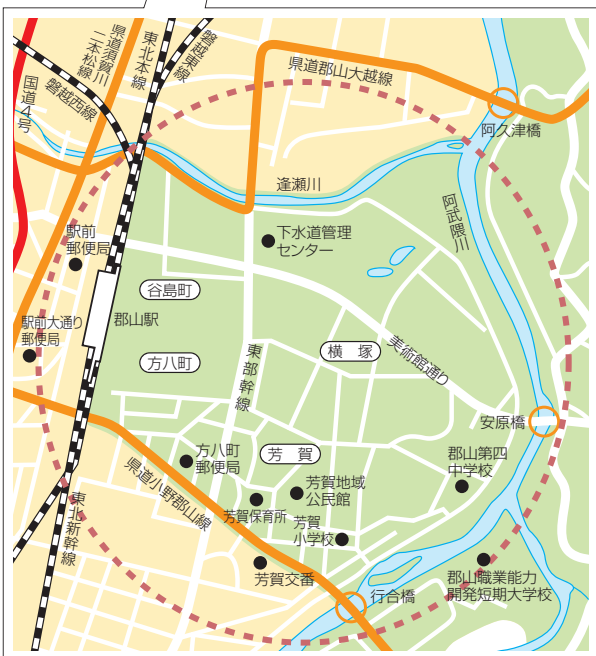 国道4号
磐越西線
県道須賀川
二本松線
東北本線
磐越東線
県道郡山大越線
阿久津橋
逢瀬川
阿武隈川
駅前
郵便局
下水道管理
センター
谷島町
郡山駅
駅前大通り
郵便局
方八町
東部幹線
横塚
美術館通り
安原橋
方八町
郵便局
芳賀
郡山第四
中学校
県道小野郡山線
芳賀地域
公民館
芳賀保育所
芳賀
小学校
東北新幹線
芳賀交番
行合橋
郡山職業能力
開発短期大学校